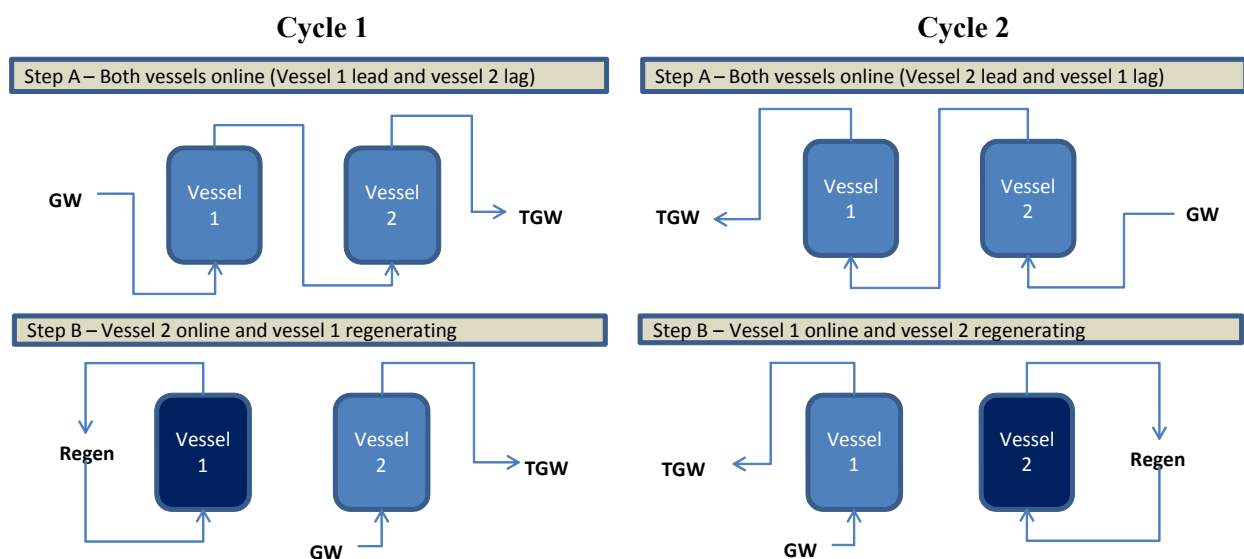 Cycle 1
Step A – Both vessels online (Vessel 1 lead and vessel 2 lag)
GW
Vessel
1
Vessel
2
TGW
Step B – Vessel 2 online and vessel 1 regenerating
Regen
Vessel
1
Vessel
2
TGW
GW
Cycle 2
Step A – Both vessels online (Vessel 2 lead and vessel 1 lag)
TGW
Vessel
1
Vessel
2
GW
Step B – Vessel 1 online and vessel 2 regenerating
TGW
Vessel
1
Vessel
2
Regen
GW